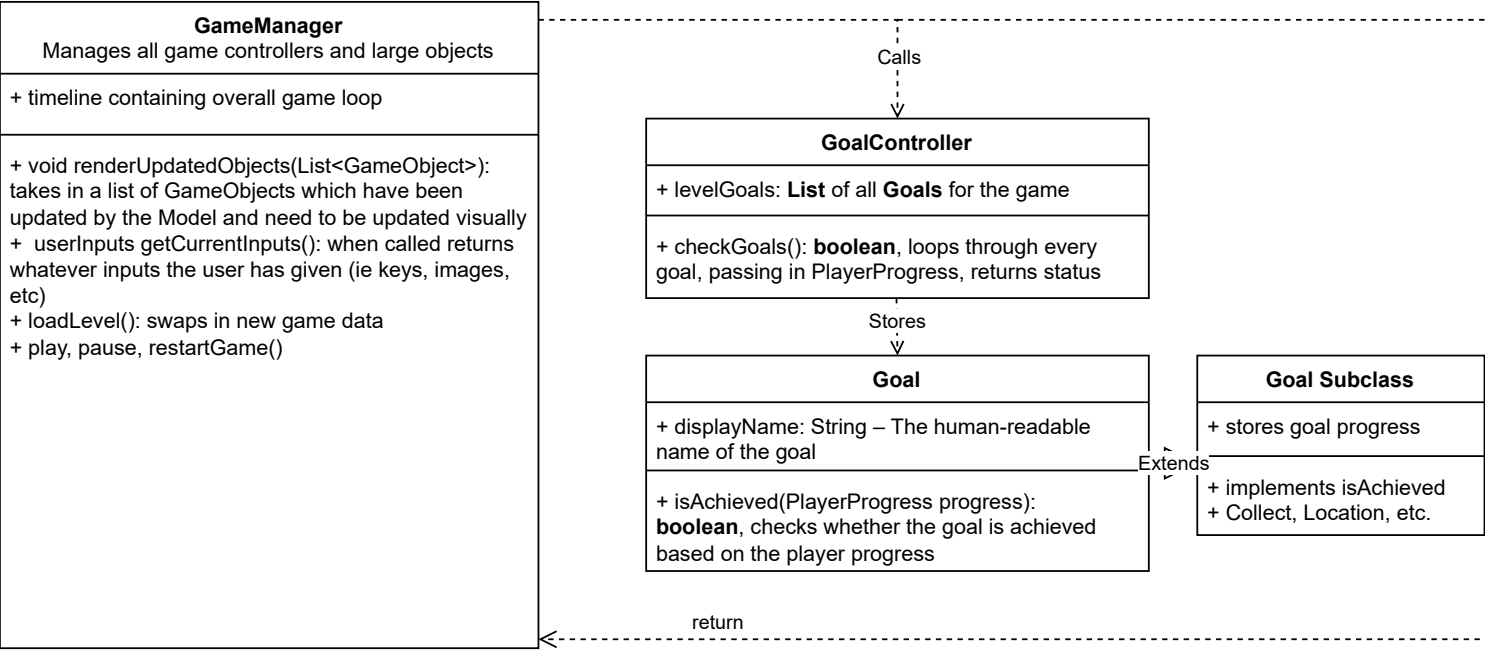 GameManager
Manages all game controllers and large objects
+ timeline containing overall game loop
+ void renderUpdatedObjects(List<GameObject>):
takes in a list of GameObjects which have been
updated by the Model and need to be updated visually
+  userInputs getCurrentInputs(): when called returns
whatever inputs the user has given (ie keys, images,
etc)
+ loadLevel(): swaps in new game data
+ play, pause, restartGame()
Calls
GoalController
+ levelGoals: List of all Goals for the game
+ checkGoals(): boolean, loops through every
goal, passing in PlayerProgress, returns status
Stores
Goal
+ displayName: String – The human-readable
name of the goal
+ isAchieved(PlayerProgress progress):
boolean, checks whether the goal is achieved
based on the player progress
Extends
Goal Subclass
+ stores goal progress
+ implements isAchieved
+ Collect, Location, etc.
return